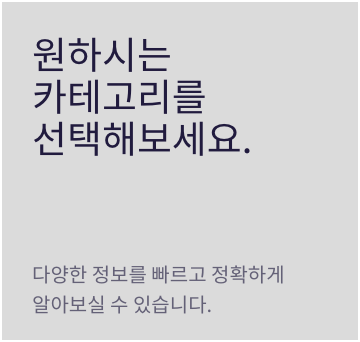 원하시는
카테고리를
선택해보세요.
다양한 정보를 빠르고 정확하게
알아보실 수 있습니다.